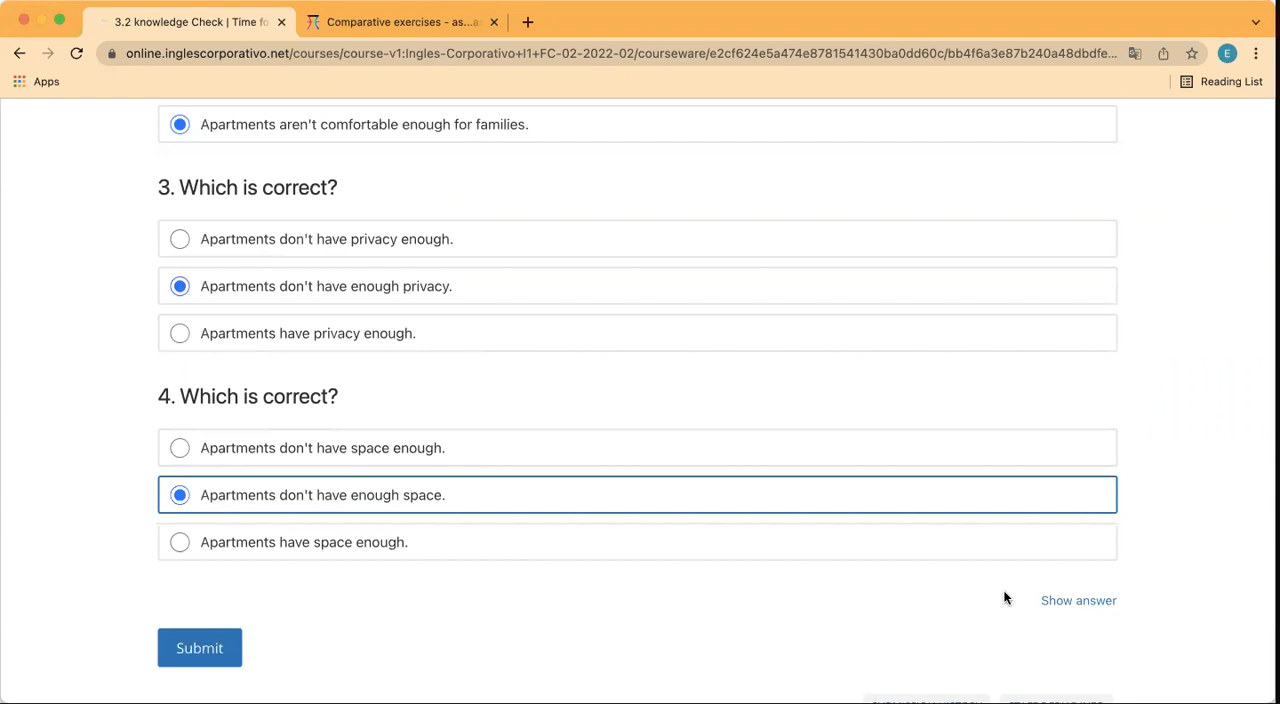 3.2 knowledge Check | Time fo
Comparative exercises - as...as
online.inglescorporativo.net/courses/course-v1:Ingles-Corporativo+I1+FC-02-2022-02/courseware/e2cf624e5a474e8781541430ba0dd60c/bb4f6a3e87b240a48dbdfe...
E
Apps
Reading List
Apartments aren't comfortable enough for families.
3. Which is correct?
Apartments don't have privacy enough.
Apartments don't have enough privacy.
Apartments have privacy enough.
4. Which is correct?
Apartments don't have space enough.
Apartments don't have enough space.
Apartments have space enough.
Show answer
Submit